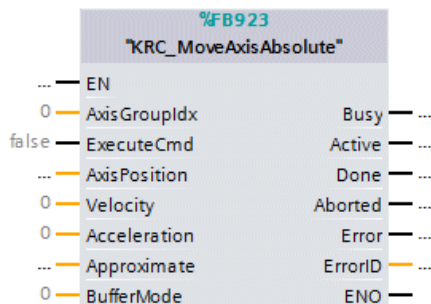 %FB923
"KRC_MoveAxisAbsolute"
... EN
0 AxisGroupIdx Busy ...
false ExecuteCmd Active ...
... AxisPosition Done ...
0 Velocity Aborted ...
0 Acceleration Error ...
... Approximate ErrorID ...
0 BufferMode ENO ...